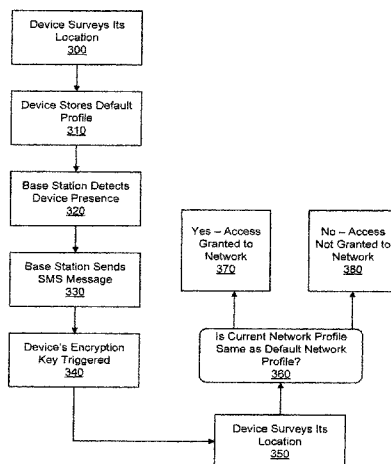 Device Surveys Its
Location
300
Device Stores Default
Profile
310
Base Station Detects
Device Presence
320
Base Station Sends
SMS Message
330
Device's Encryption
Key Triggered
340
Yes – Access
Granted to
Network
370
No – Access
Not Granted to
Network
380
Is Current Network Profile
Same as Default Network
Profile?
360
Device Surveys Its
Location
350